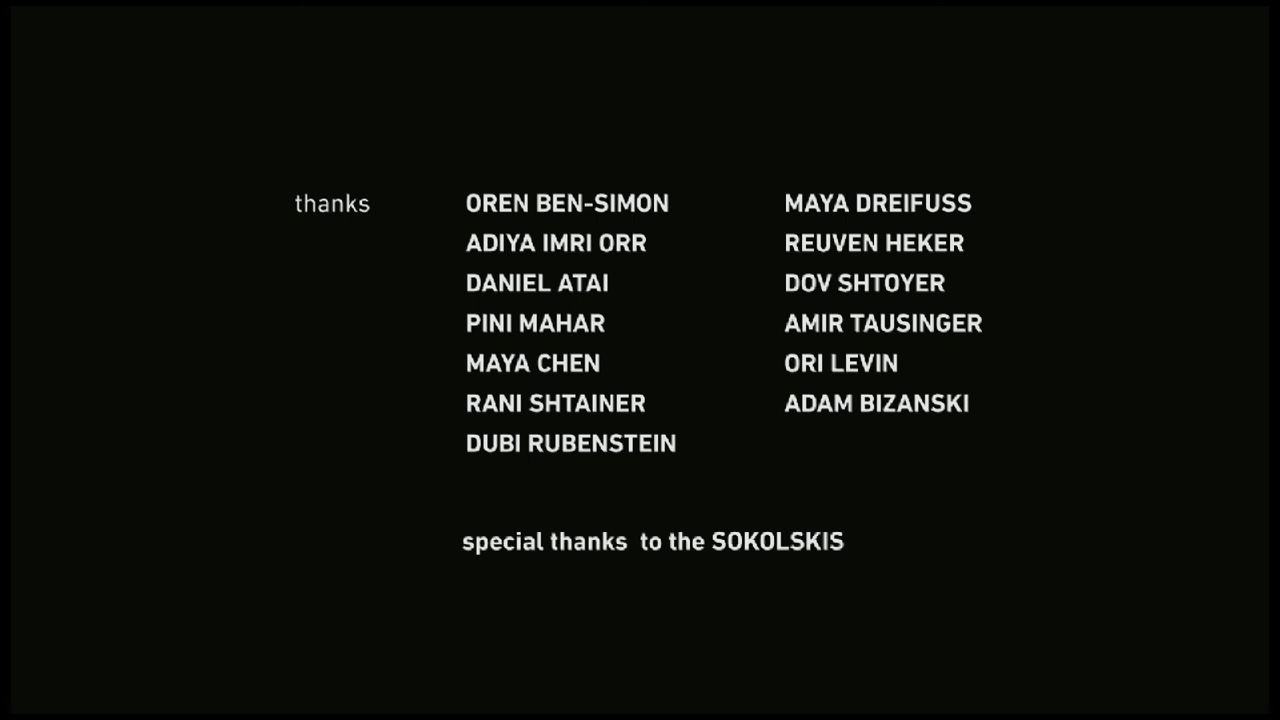 thanks OREN BEN-SIMON MAYA DREIFUSS
ADIYA IMRI ORR REUVEN HEKER
DANIEL ATAI DOV SHTOYER
PINI MAHAR AMIR TAUSINGER
MAYA CHEN ORI LEVIN
RANI SHTAINER ADAM BIZANSKI
DUBI RUBENSTEIN
special thanks to the SOKOLSKIS